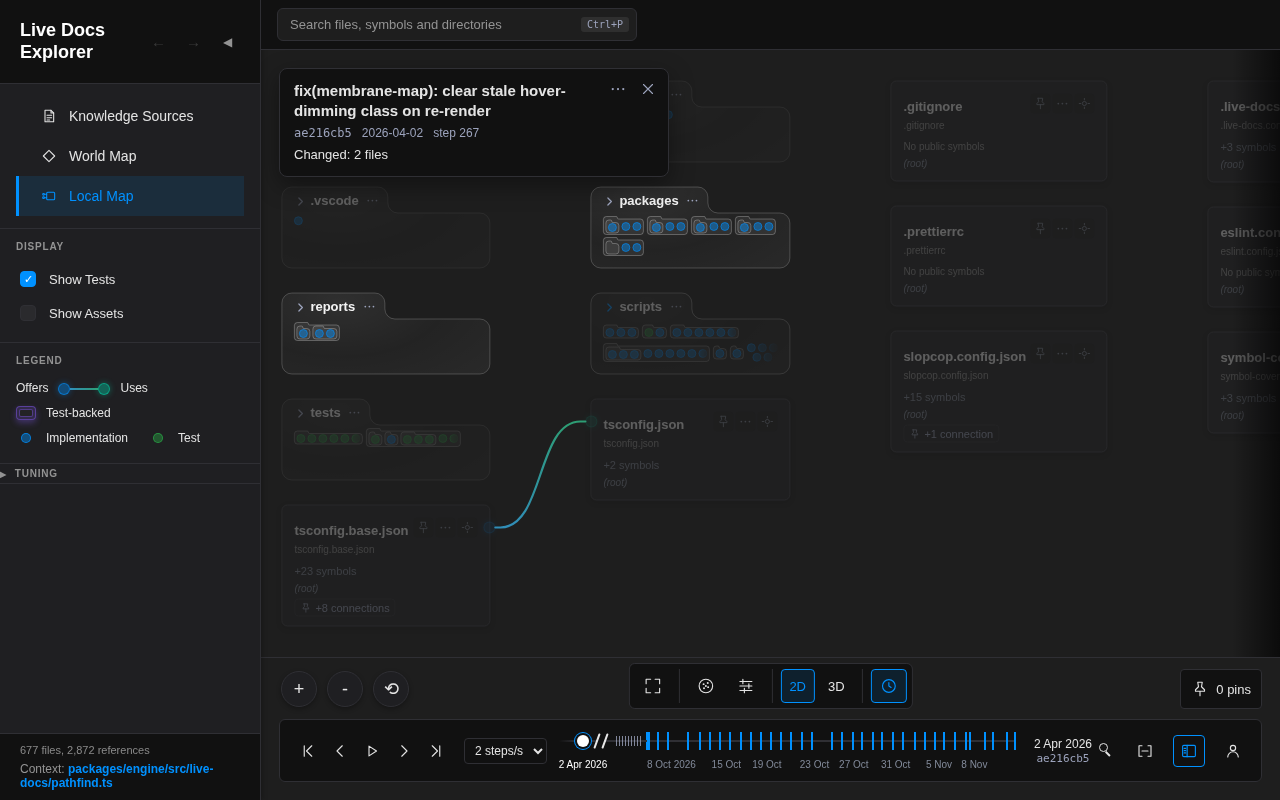 Live Docs
Explorer
Search files, symbols and directories
Ctrl+P
Knowledge Sources
World Map
Local Map
DISPLAY
Show Tests
Show Assets
LEGEND
Offers
Uses
Test-backed
Implementation
Test
TUNING
677 files, 2,872 references
Context: packages/engine/src/live-
docs/pathfind.ts
fix(membrane-map): clear stale hover-
dimming class on re-render
ae216cb5 2026-04-02 step 267
Changed: 2 files
.vscode
packages
reports
scripts
tests
tsconfig.json
tsconfig.json
+2 symbols
(root)
tsconfig.base.json
tsconfig.base.json
+23 symbols
(root)
+8 connections
.gitignore
.gitignore
No public symbols
(root)
.prettierrc
.prettierrc
No public symbols
(root)
slopcop.config.json
slopcop.config.json
+15 symbols
(root)
+1 connection
.live-docs
(root)
eslint.con
eslint.config
No public
(root)
symbol-c
(root)
+
-
2D
3D
0 pins
2 steps/s
2 Apr 2026
8 Oct 2026
15 Oct
19 Oct
23 Oct
27 Oct
31 Oct
5 Nov
8 Nov
2 Apr 2026
ae216cb5